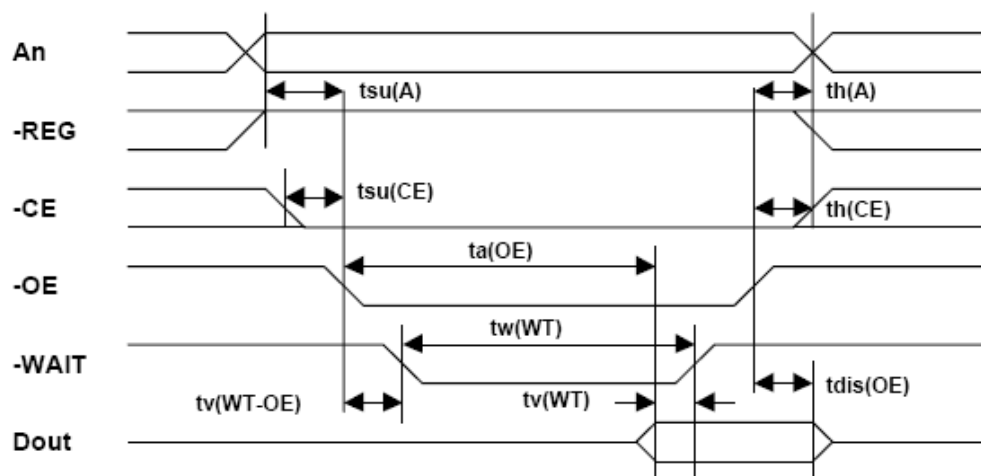 An
tsu(A)
th(A)
-REG
-CE
tsu(CE)
th(CE)
ta(OE)
-OE
tw(WT)
-WAIT
tv(WT-OE)
tv(WT)
tdis(OE)
Dout